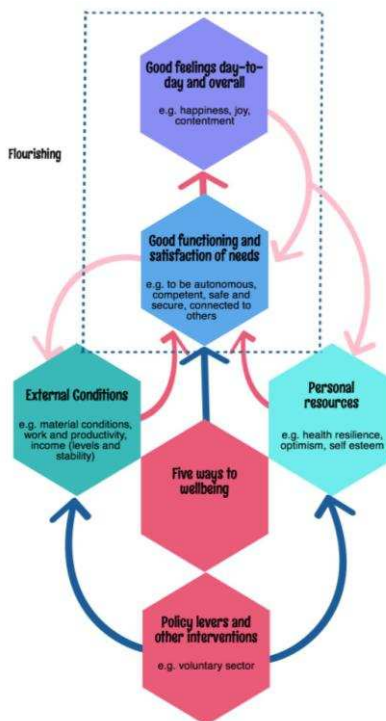 Good feelings day-to-
day and overall
e.g. happiness, joy,
contentment
Flourishing
Good functioning and
satisfaction of needs
e.g. to be autonomous,
competent, safe and
secure, connected to
others
External Conditions
e.g. material conditions,
work and productivity,
income (levels and
stability)
Personal
resources
e.g. health resilience,
optimism, self esteem
Five ways to
wellbeing
Policy levers and
other interventions
e.g. voluntary sector